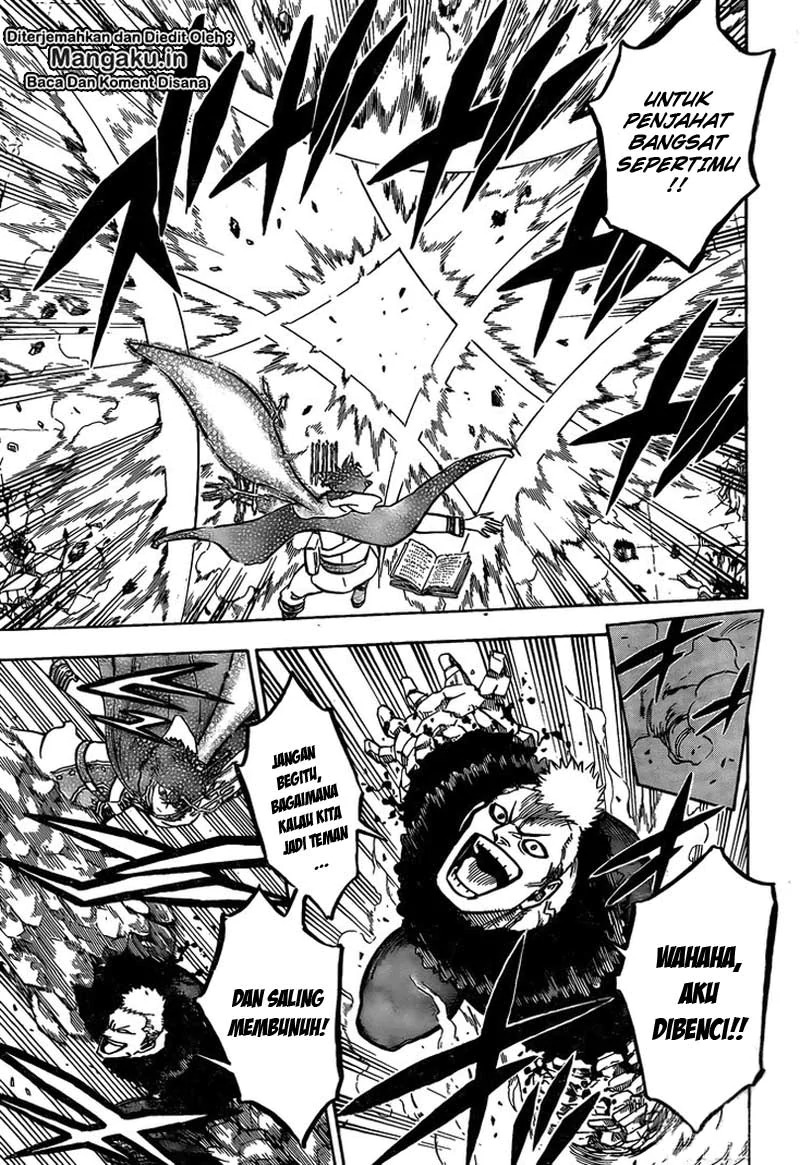 Diterjemahkan dan Diedit Oleh :
Mangaku.in
Baca Dan Koment Disana
UNTUK
PENJAHAT
BANGSAT
SEPERTIMU
!!
WAHAHA,
AKU
DIBENCI!!
JANGAN
BEGITU,
BAGAIMANA
KALAU KITA
JADI TEMAN
...
DAN SALING
MEMBUNUH!